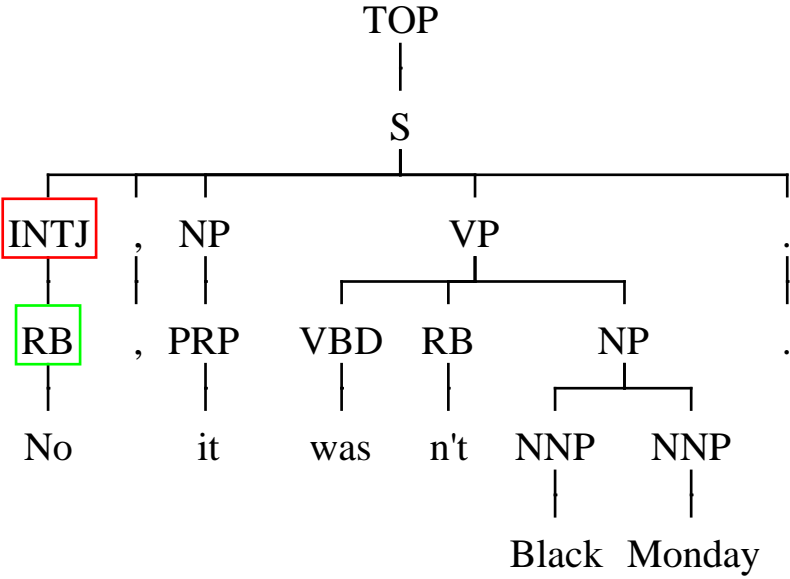 TOP
S
INTJ , NP VP .
RB , PRP VBD RB NP .
No it was n't NNP NNP
Black Monday